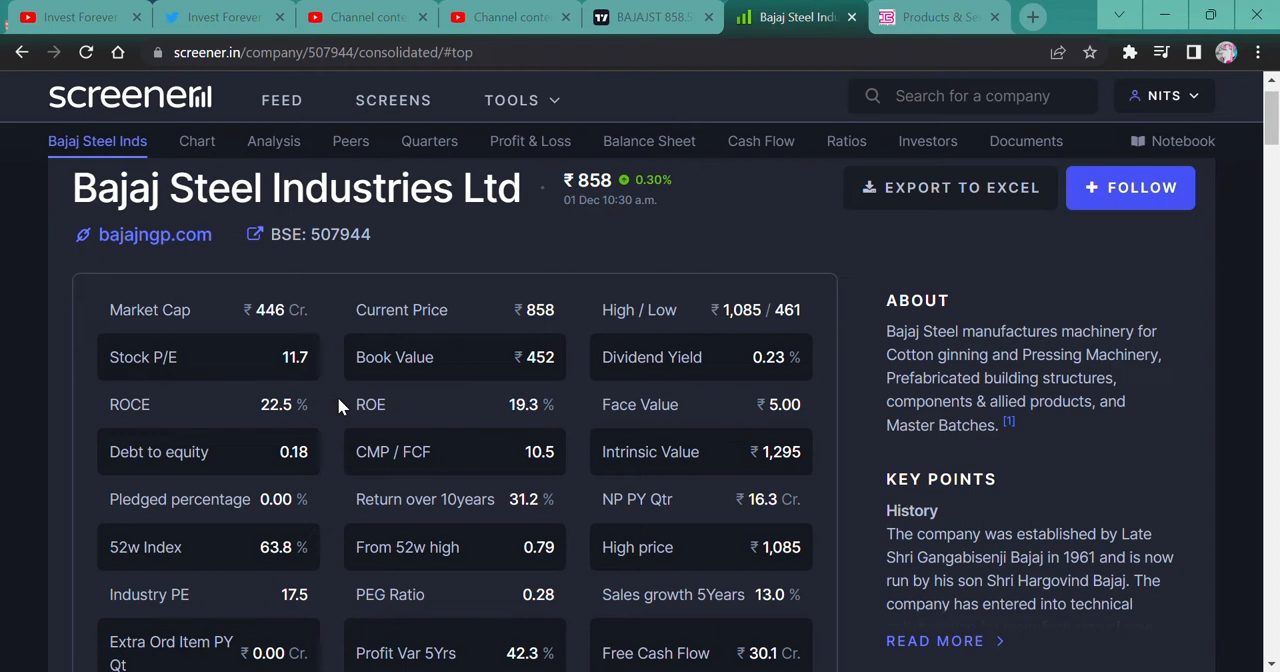 Invest Forever
Invest Forever
Channel conte
Channel conte
BAJAJST 858.5
Bajaj Steel Indu
Products & Se
screener.in/company/507944/consolidated/#top
screener
FEED
SCREENS
TOOLS
Search for a company
NITS
Bajaj Steel Inds
Chart
Analysis
Peers
Quarters
Profit & Loss
Balance Sheet
Cash Flow
Ratios
Investors
Documents
Notebook
Bajaj Steel Industries Ltd
₹ 858 0.30%
01 Dec 10:30 a.m.
EXPORT TO EXCEL
+ FOLLOW
bajajngp.com
BSE: 507944
Market Cap ₹ 446 Cr.
Current Price ₹ 858
High / Low ₹ 1,085 / 461
Stock P/E 11.7
Book Value ₹ 452
Dividend Yield 0.23 %
ROCE 22.5 %
ROE 19.3 %
Face Value ₹ 5.00
Debt to equity 0.18
CMP / FCF 10.5
Intrinsic Value ₹ 1,295
Pledged percentage 0.00 %
Return over 10years 31.2 %
NP PY Qtr ₹ 16.3 Cr.
52w Index 63.8 %
From 52w high 0.79
High price ₹ 1,085
Industry PE 17.5
PEG Ratio 0.28
Sales growth 5Years 13.0 %
Extra Ord Item PY
Qt ₹ 0.00 Cr.
Profit Var 5Yrs 42.3 %
Free Cash Flow ₹ 30.1 Cr.
ABOUT
Bajaj Steel manufactures machinery for
Cotton ginning and Pressing Machinery,
Prefabricated building structures,
components & allied products, and
Master Batches. [1]
KEY POINTS
History
The company was established by Late
Shri Gangabisenji Bajaj in 1961 and is now
run by his son Shri Hargovind Bajaj. The
company has entered into technical
READ MORE